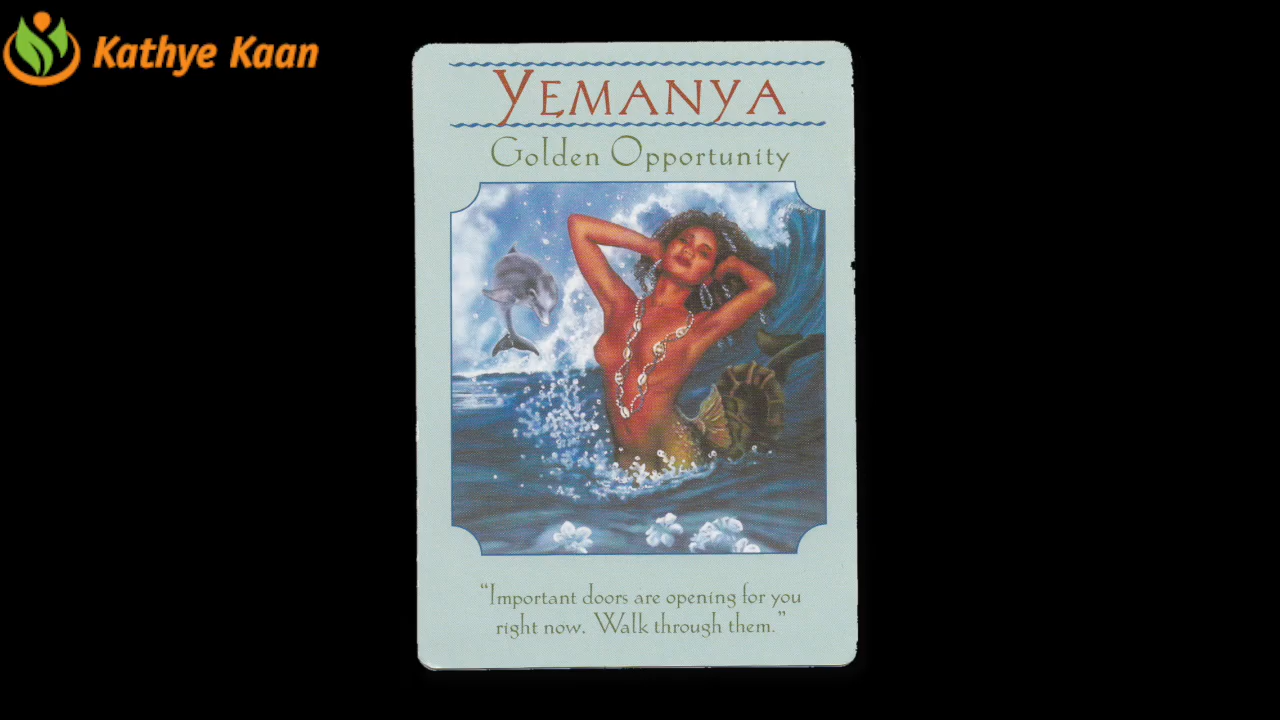 Kathye Kaan
YEMANYA
Golden Opportunity
“Important doors are opening for you
right now. Walk through them.”